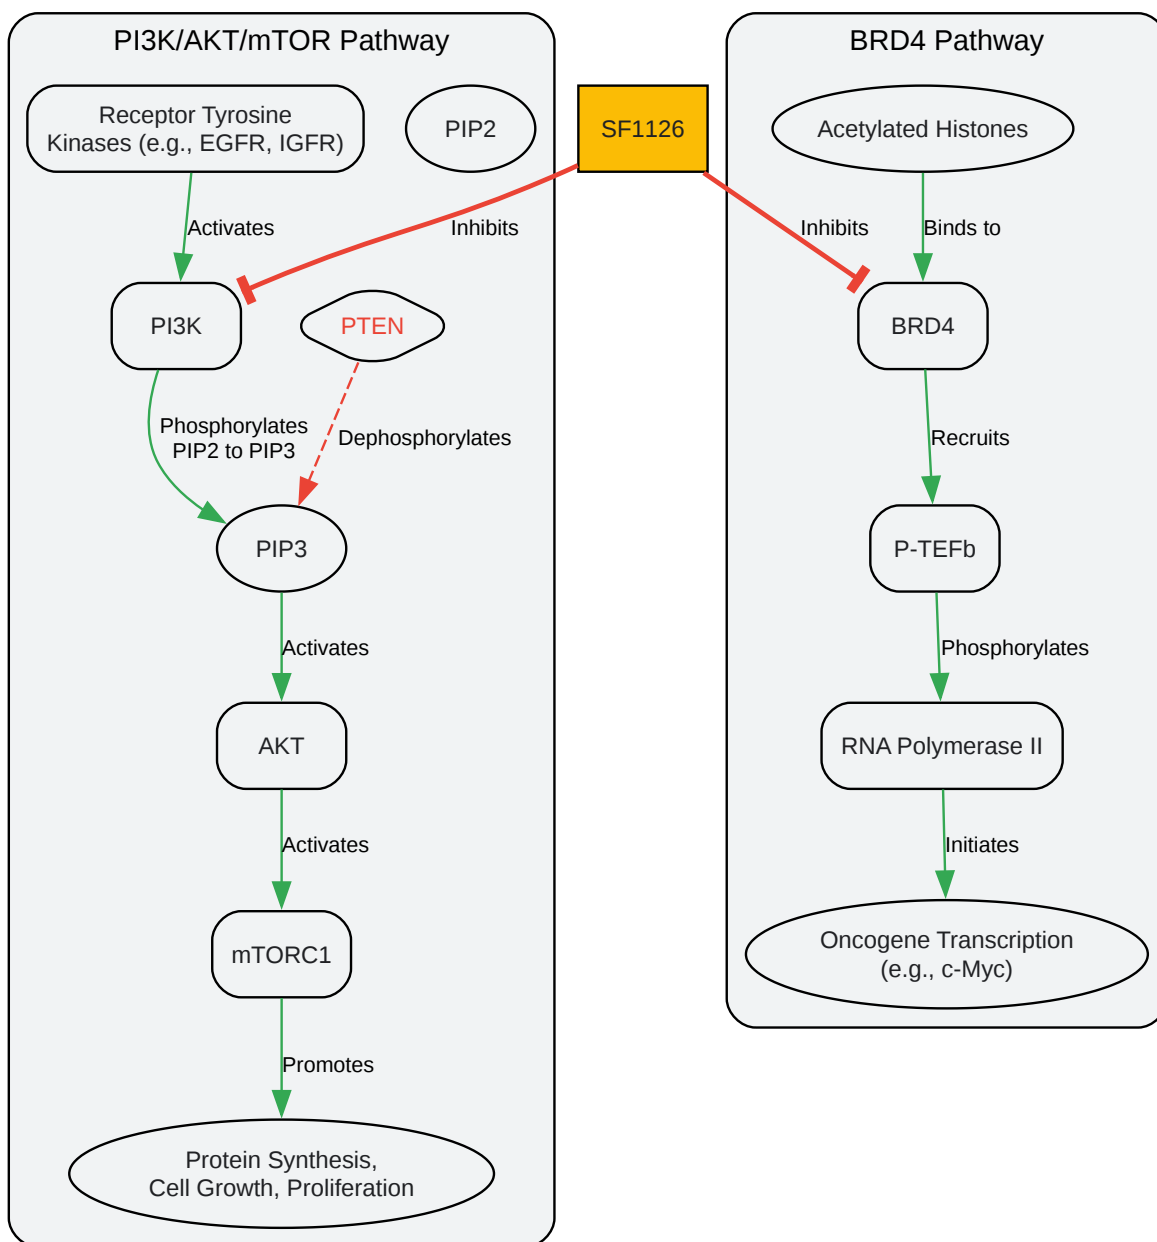 PI3K/AKT/mTOR Pathway
BRD4 Pathway
Receptor Tyrosine
Kinases (e.g., EGFR, IGFR)
PIP2
SF1126
Acetylated Histones
Activates
Inhibits
Inhibits
Binds to
PI3K
PTEN
BRD4
Phosphorylates
PIP2 to PIP3
Dephosphorylates
Recruits
PIP3
P-TEFb
Activates
Phosphorylates
AKT
RNA Polymerase II
Activates
Initiates
mTORC1
Oncogene Transcription
(e.g., c-Myc)
Promotes
Protein Synthesis,
Cell Growth, Proliferation